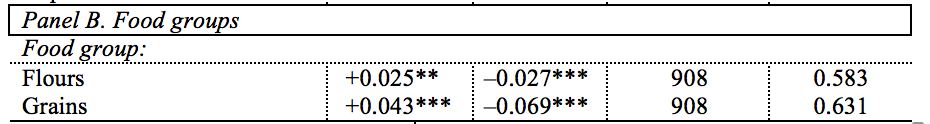 Panel B. Food groups
Food group:
Flours +0.025** –0.027*** 908 0.583
Grains +0.043*** –0.069*** 908 0.631